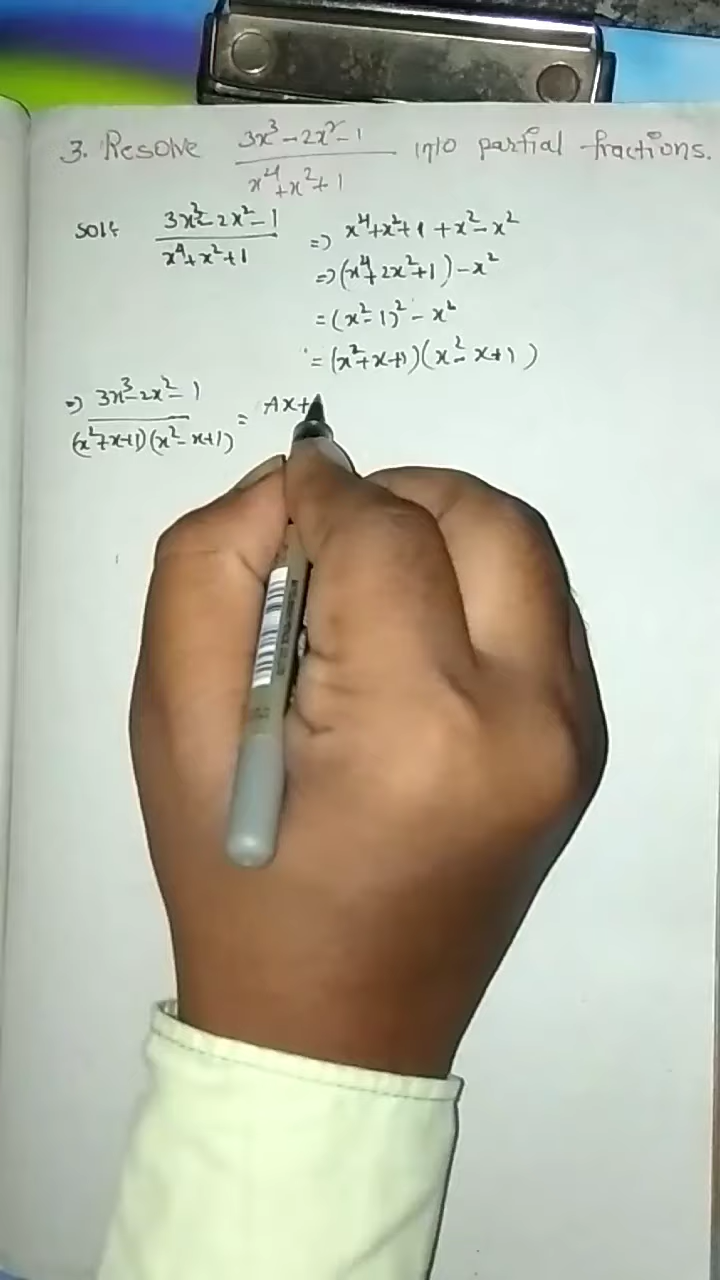 3. Resolve (3x³-2x²-1)/(x⁴+x²+1) into partial fractions.
Sol: (3x³-2x²-1)/(x⁴+x²+1) => x⁴+x²+1+x²-x²
=> (x⁴+2x²+1)-x²
= (x²-1)²-x²
= (x²+x+1)(x²-x+1)
=> (3x³-2x²-1)/((x²+x+1)(x²-x+1)) = Ax+